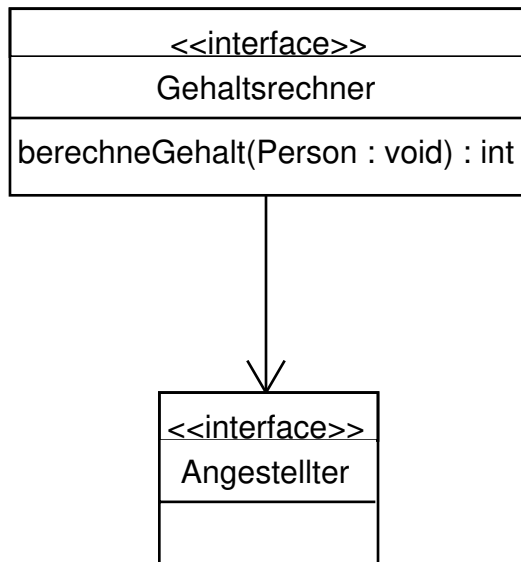 <<interface>>
Gehaltsrechner
berechneGehalt(Person : void) : int
<<interface>>
Angestellter